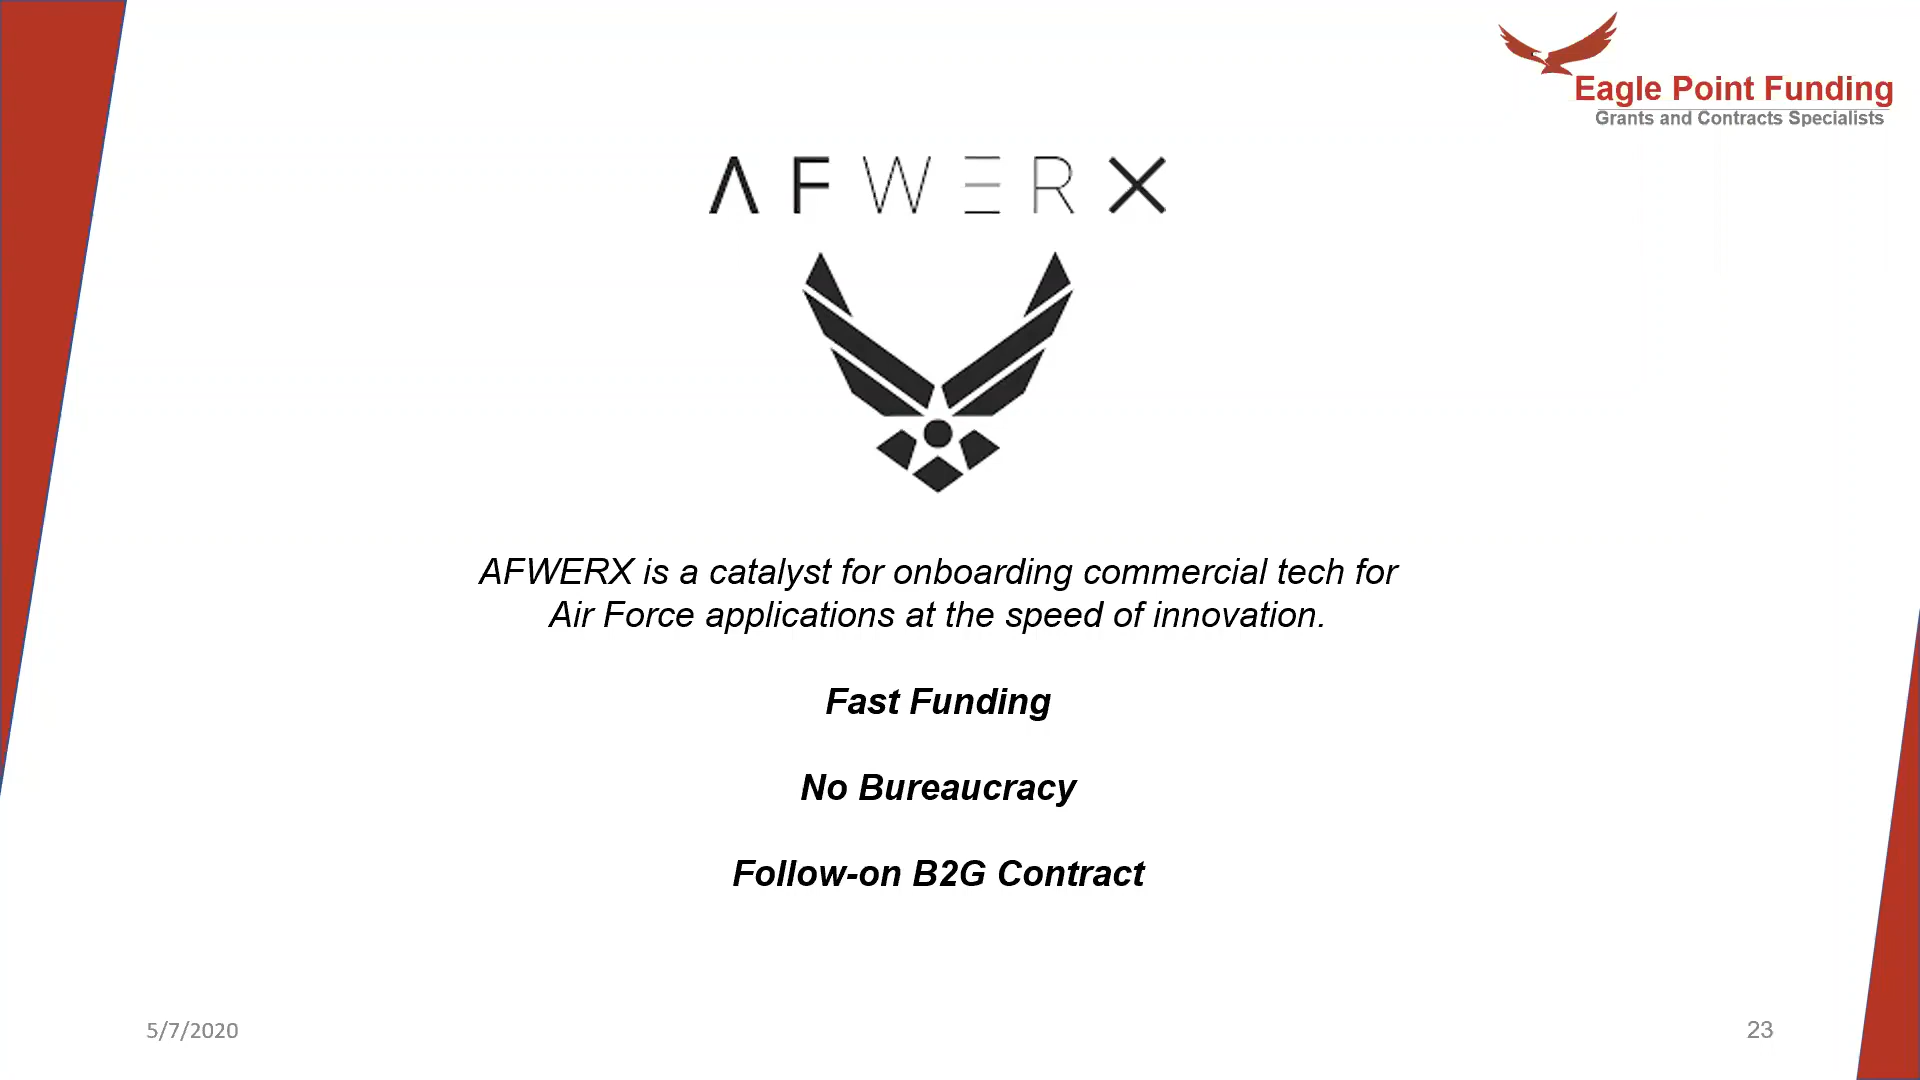 Eagle Point Funding
Grants and Contracts Specialists
AFWERX
AFWERX is a catalyst for onboarding commercial tech for
Air Force applications at the speed of innovation.
Fast Funding
No Bureaucracy
Follow-on B2G Contract
5/7/2020
23